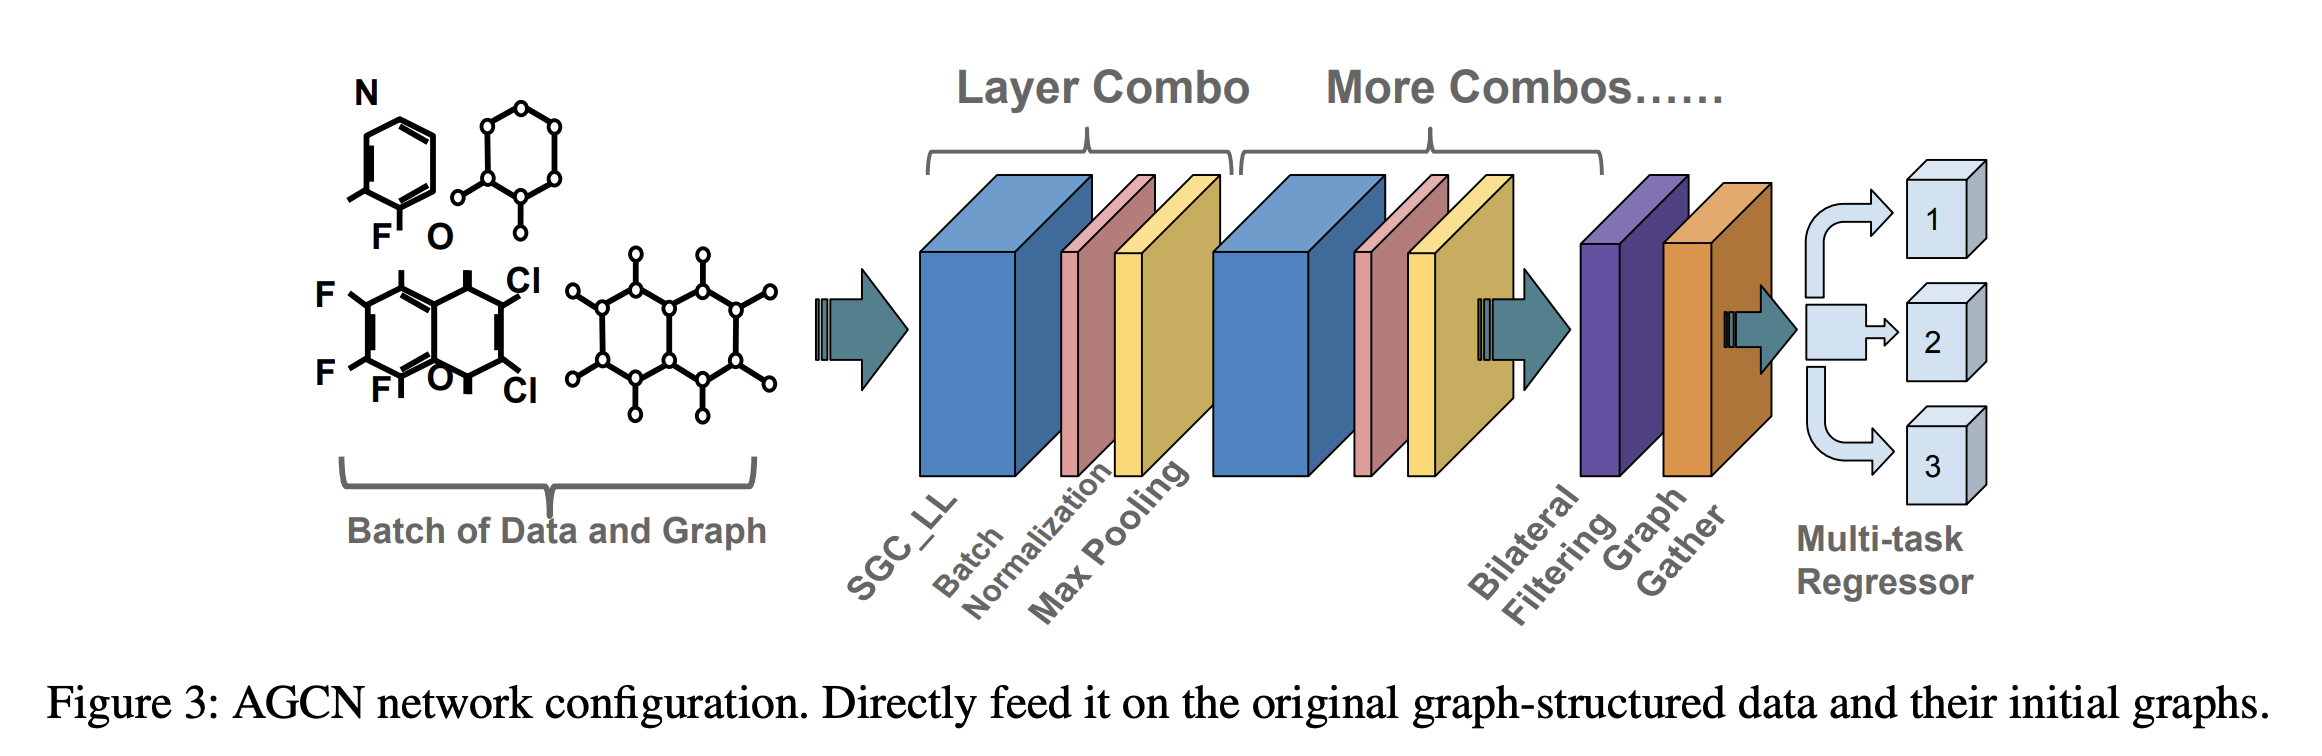 Layer Combo
More Combos……
N
F
O
F
Cl
F
F
O
Cl
Batch of Data and Graph
SGC_LL
Batch
Normalization
Max Pooling
Bilateral
Filtering
Graph
Gather
1
2
3
Multi-task
Regressor
Figure 3: AGCN network configuration. Directly feed it on the original graph-structured data and their initial graphs.